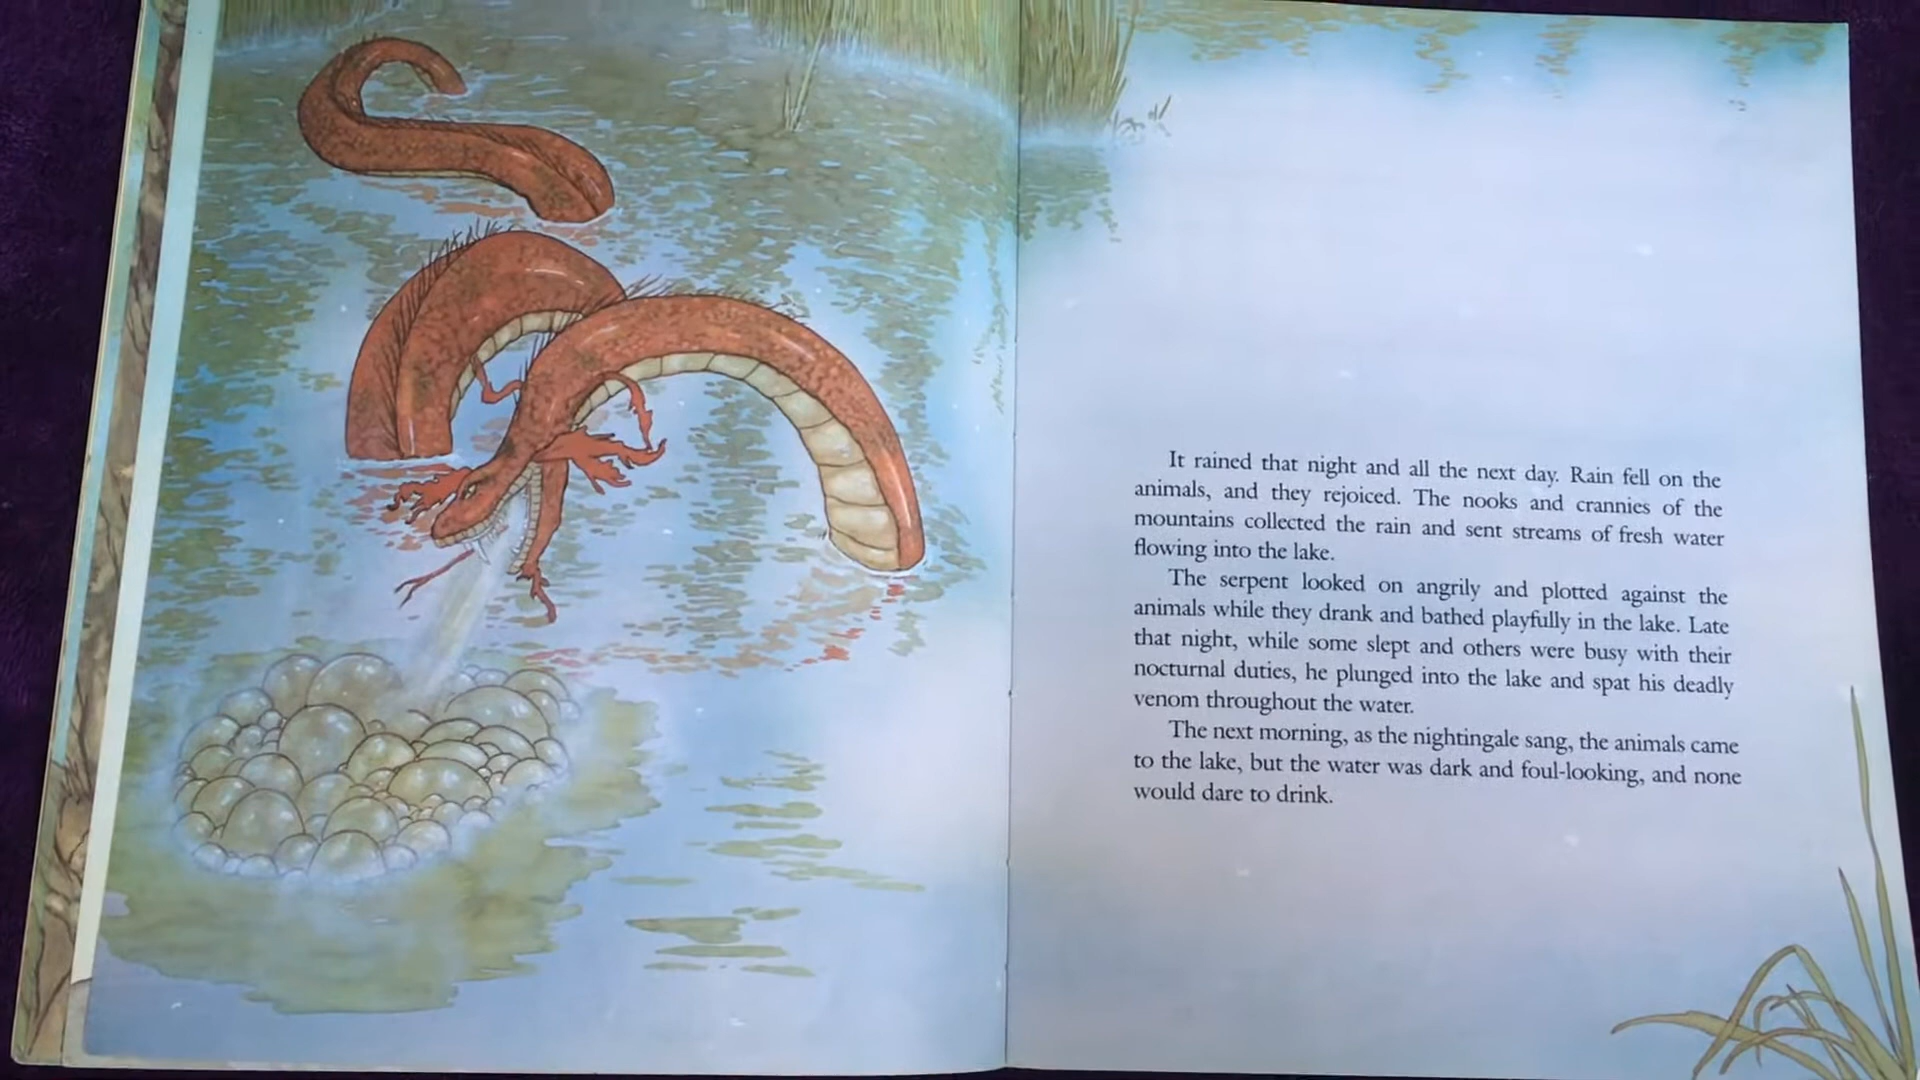 It rained that night and all the next day. Rain fell on the
animals, and they rejoiced. The nooks and crannies of the
mountains collected the rain and sent streams of fresh water
flowing into the lake.
The serpent looked on angrily and plotted against the
animals while they drank and bathed playfully in the lake. Late
that night, while some slept and others were busy with their
nocturnal duties, he plunged into the lake and spat his deadly
venom throughout the water.
The next morning, as the nightingale sang, the animals came
to the lake, but the water was dark and foul-looking, and none
would dare to drink.